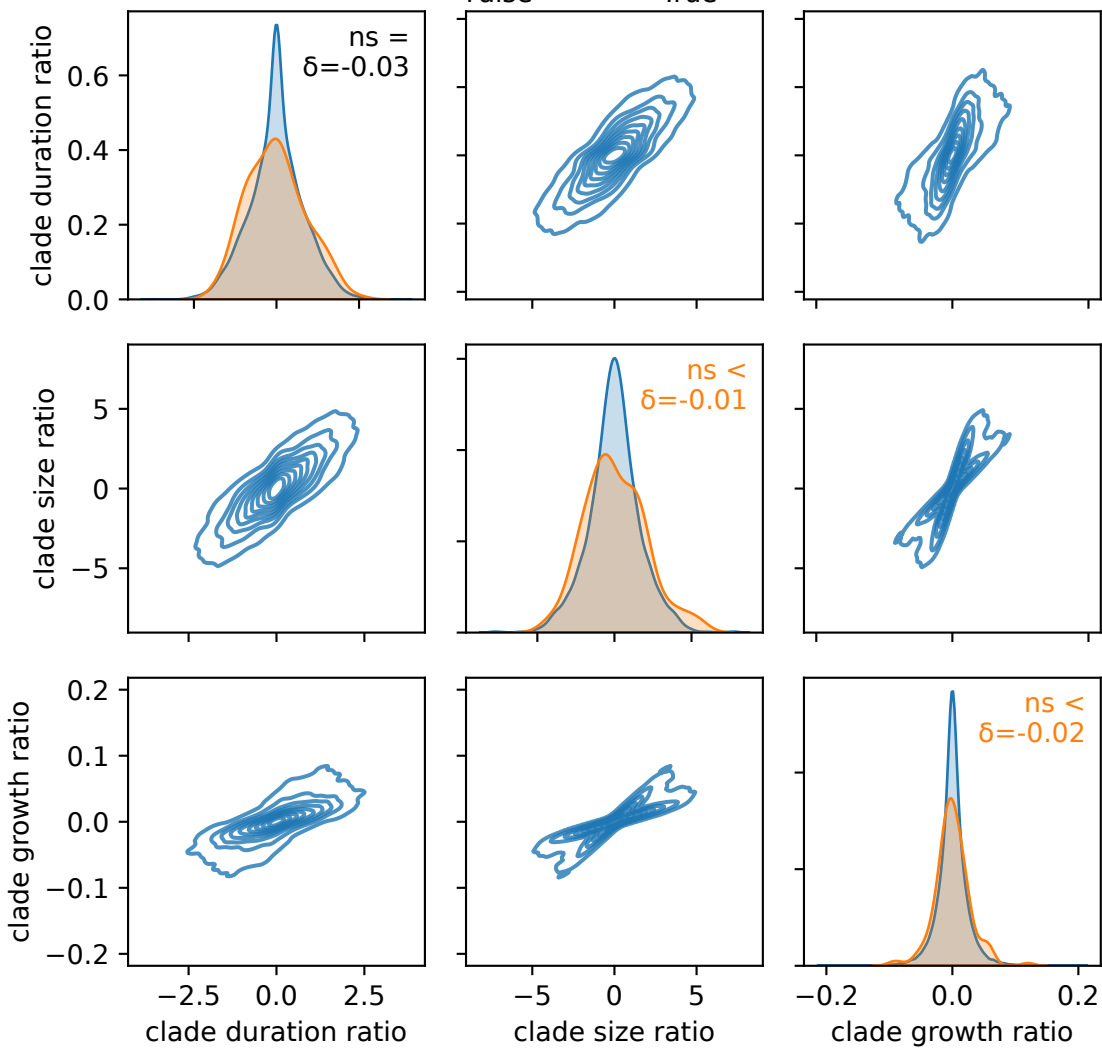 clade duration ratio
0.6
0.4
0.2
0.0
ns =
δ=-0.03
clade size ratio
5
0
−5
ns <
δ=-0.01
clade growth ratio
0.2
0.1
0.0
−0.1
−0.2
ns <
δ=-0.02
−2.5 0.0 2.5
−5 0 5
−0.2 0.0 0.2
clade duration ratio
clade size ratio
clade growth ratio